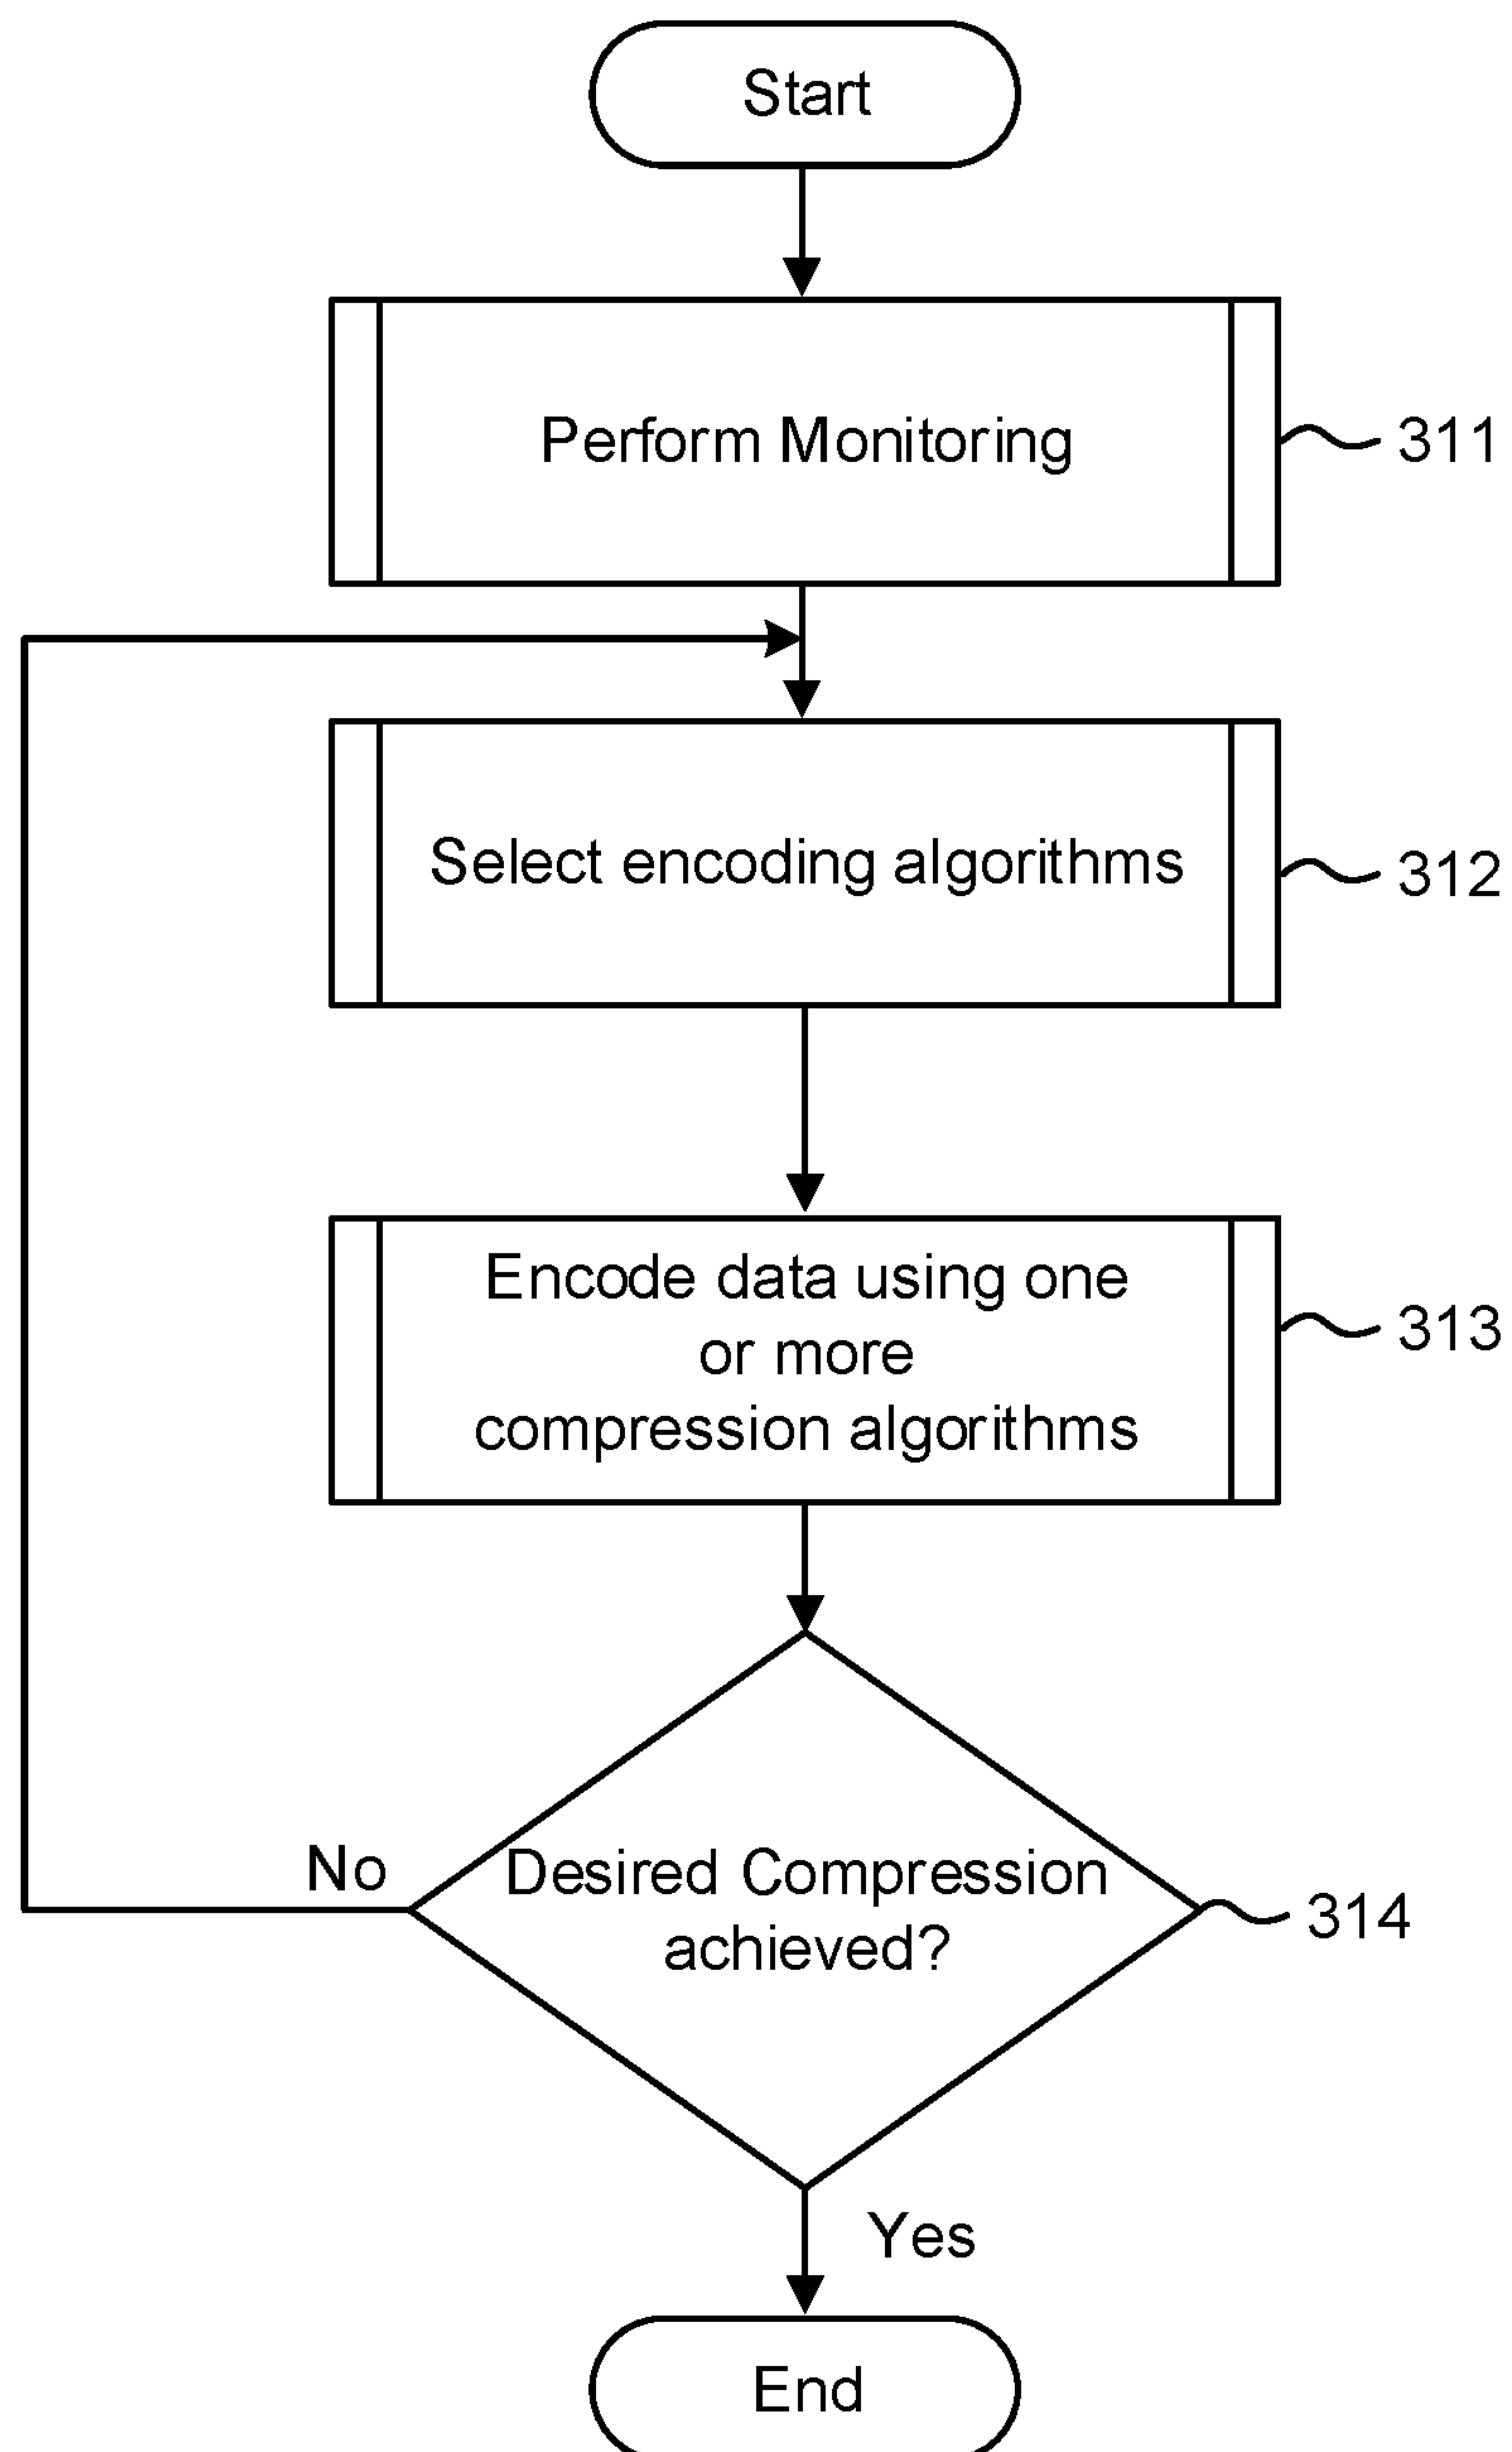 Start
Perform Monitoring
311
Select encoding algorithms
312
Encode data using one
or more
compression algorithms
313
No
Desired Compression
achieved?
314
Yes
End